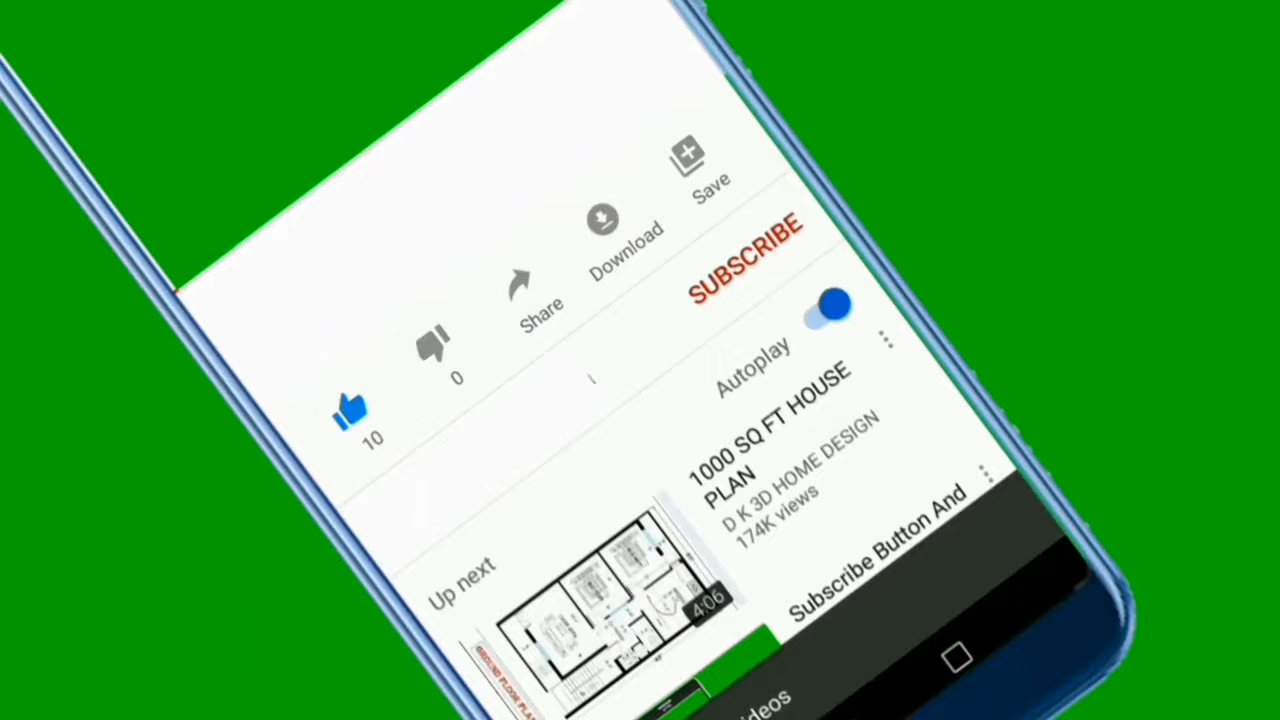 10
0
Share
Download
Save
SUBSCRIBE
Autoplay
Up next
1000 SQ FT HOUSE
PLAN
D K 3D HOME DESIGN
174K views
4:06
Subscribe Button And